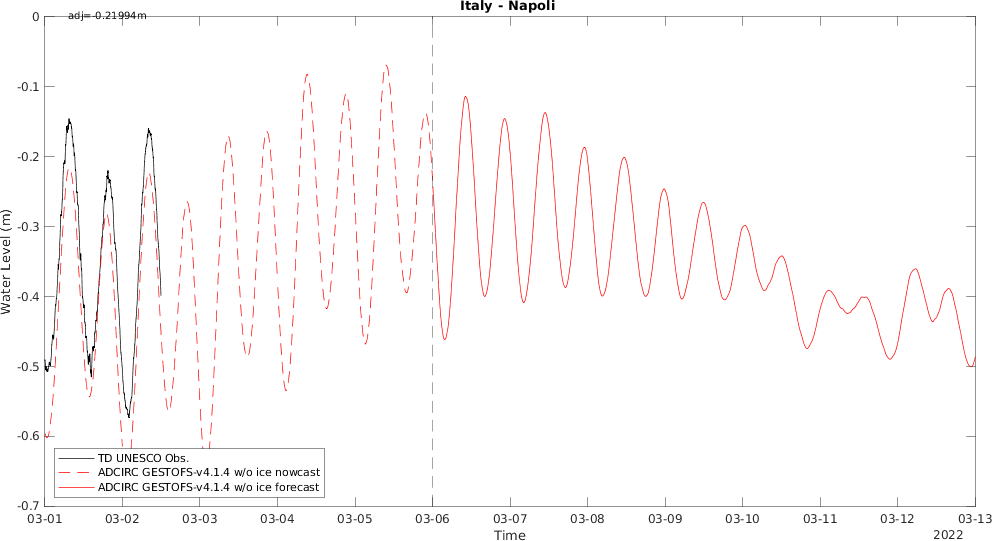 Italy - Napoli
adj=-0.21994m
0
-0.1
-0.2
-0.3
-0.4
-0.5
-0.6
-0.7
Water Level (m)
TD UNESCO Obs.
ADCIRC GESTOFS-v4.1.4 w/o ice nowcast
ADCIRC GESTOFS-v4.1.4 w/o ice forecast
03-01 03-02 03-03 03-04 03-05 03-06 03-07 03-08 03-09 03-10 03-11 03-12 03-13
Time
2022